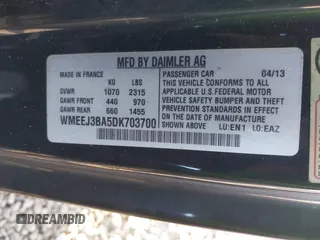 MFD BY DAIMLER AG
MADE IN FRANCE KG LBS
GVWR 1070 2315
GAWR FRONT 440 970
GAWR REAR 660 1455
PASSENGER CAR 04/13
THIS VEHICLE CONFORMS TO ALL
APPLICABLE U.S. FEDERAL MOTOR
VEHICLE SAFETY BUMPER AND THEFT
PREVENTION STANDARDS IN EFFECT
ON THE DATE OF MANUFACTURE
SHOWN ABOVE.
WMEEJ3BA5DK703700 LU:EN1 LO:EAZ
DREAMBID